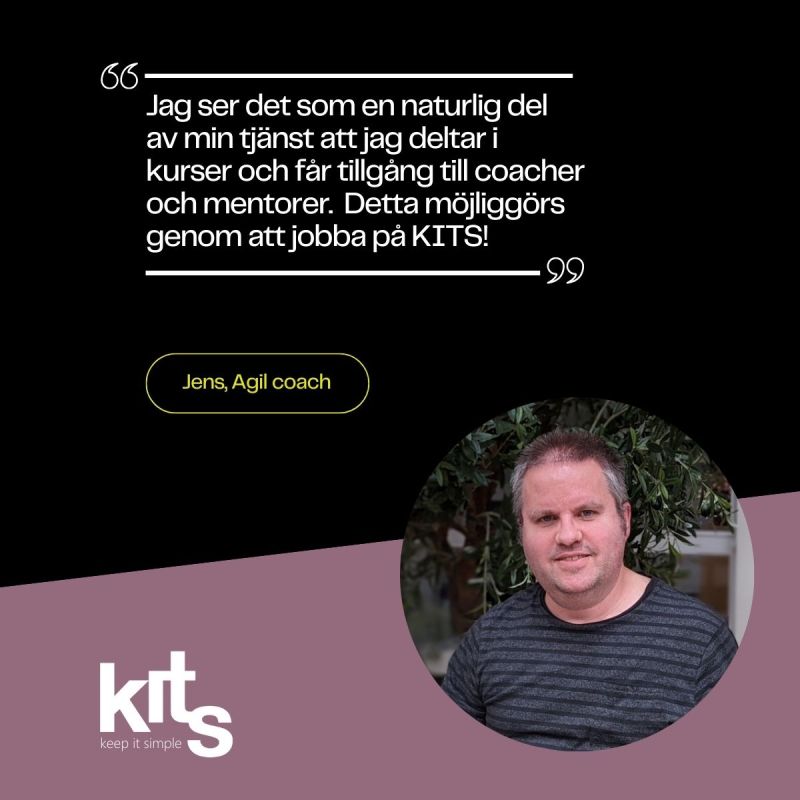 Jag ser det som en naturlig del
av min tjänst att jag deltar i
kurser och får tillgång till coacher
och mentorer.  Detta möjliggörs
genom att jobba på KITS!
Jens, Agil coach
kits
keep it simple